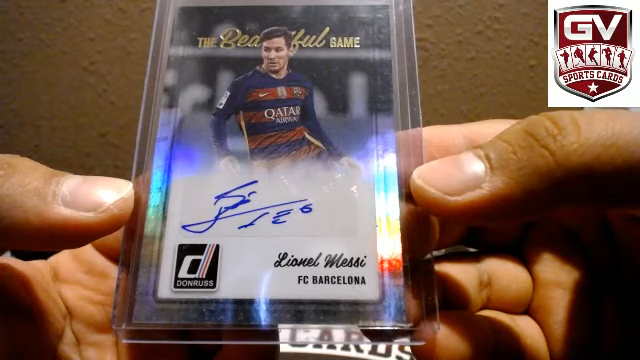 THE Beautiful GAME
GV
SPORTS CARDS
QATAR
AIRWAYS
DONRUSS
Lionel Messi
FC BARCELONA
CARDS